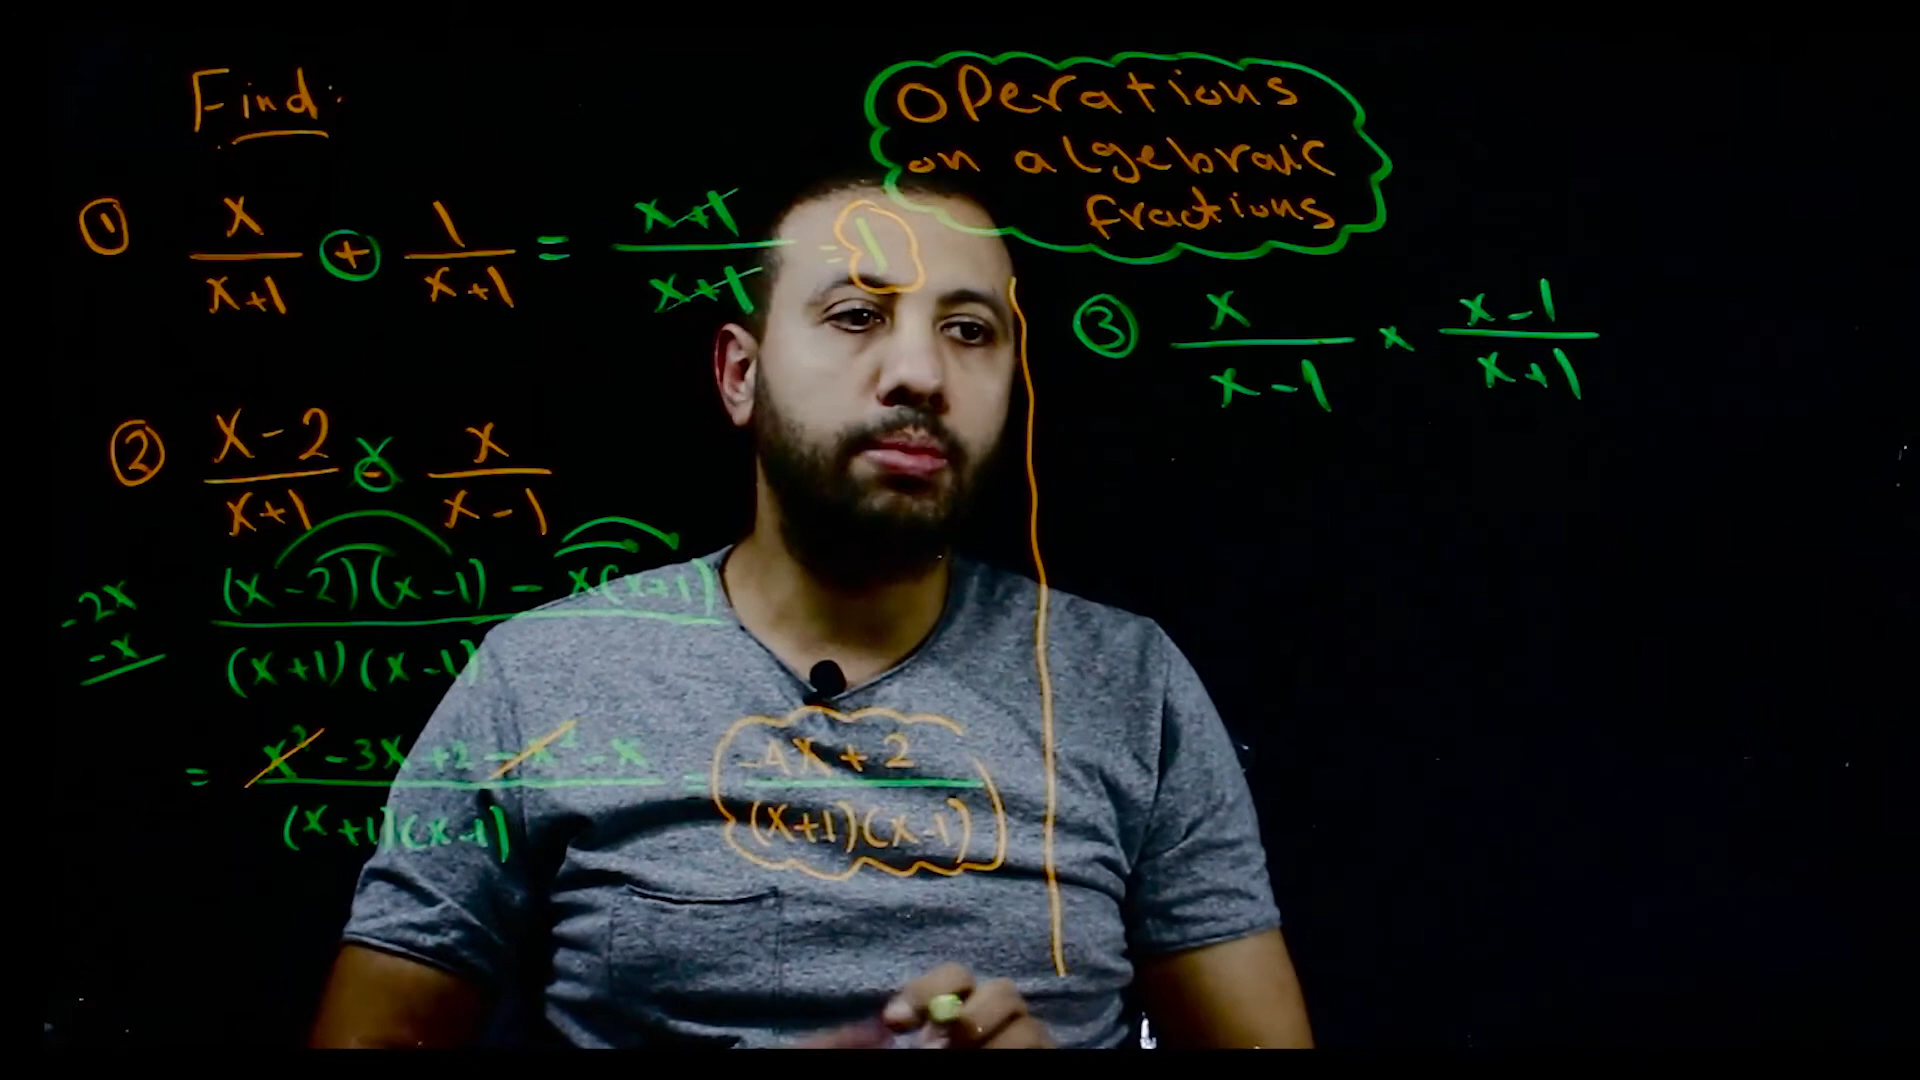 Find:
Operations
on algebraic
fractions
① x/(x+1) + 1/(x+1) = (x+1)/(x+1) = 1
② (x-2)/(x+1) - x/(x-1)
-2x
-x
((x-2)(x-1) - x(x+1))/((x+1)(x-1))
= (x² -3x +2 -x² -x)/((x+1)(x-1)) = (-4x+2)/((x+1)(x-1))
③ x/(x-1) × (x-1)/(x+1)